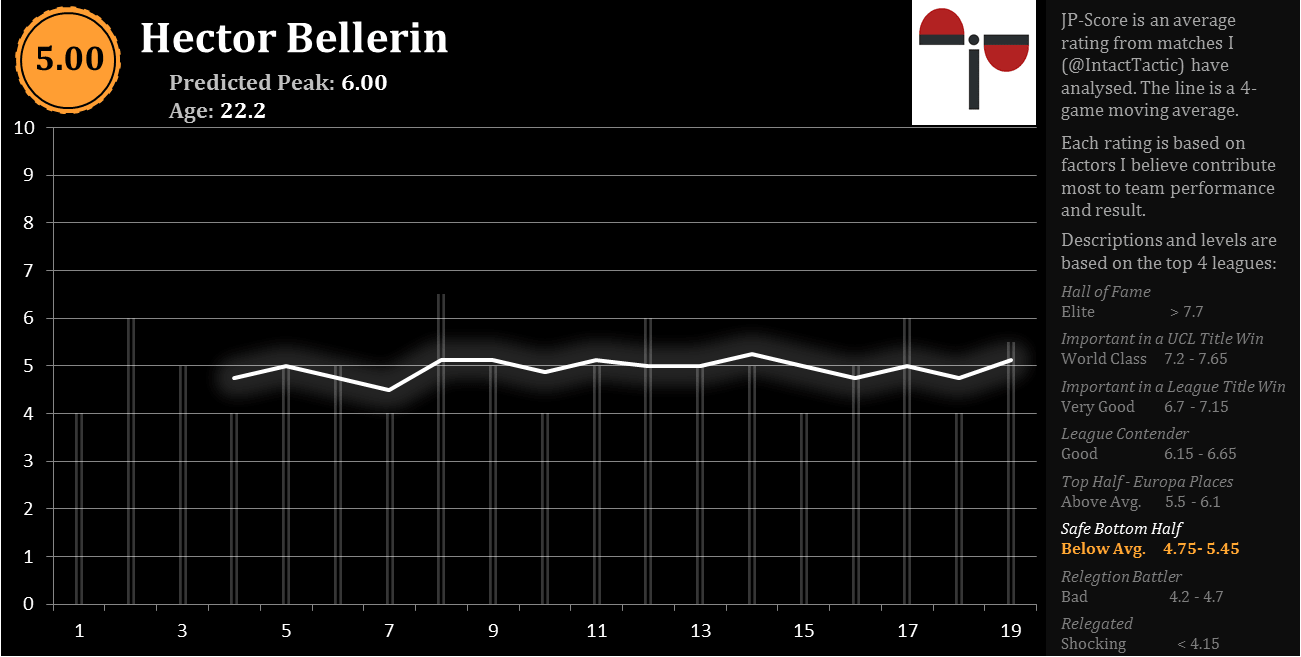 5.00
Hector Bellerin
Predicted Peak: 6.00
Age: 22.2
10
9
8
7
6
5
4
3
2
1
0
1 3 5 7 9 11 13 15 17 19
JP-Score is an average
rating from matches I
(@IntactTactic) have
analysed. The line is a 4-
game moving average.
Each rating is based on
factors I believe contribute
most to team performance
and result.
Descriptions and levels are
based on the top 4 leagues:
Hall of Fame
Elite > 7.7
Important in a UCL Title Win
World Class 7.2 - 7.65
Important in a League Title Win
Very Good 6.7 - 7.15
League Contender
Good 6.15 - 6.65
Top Half - Europa Places
Above Avg. 5.5 - 6.1
Safe Bottom Half
Below Avg. 4.75- 5.45
Relegtion Battler
Bad 4.2 - 4.7
Relegated
Shocking < 4.15